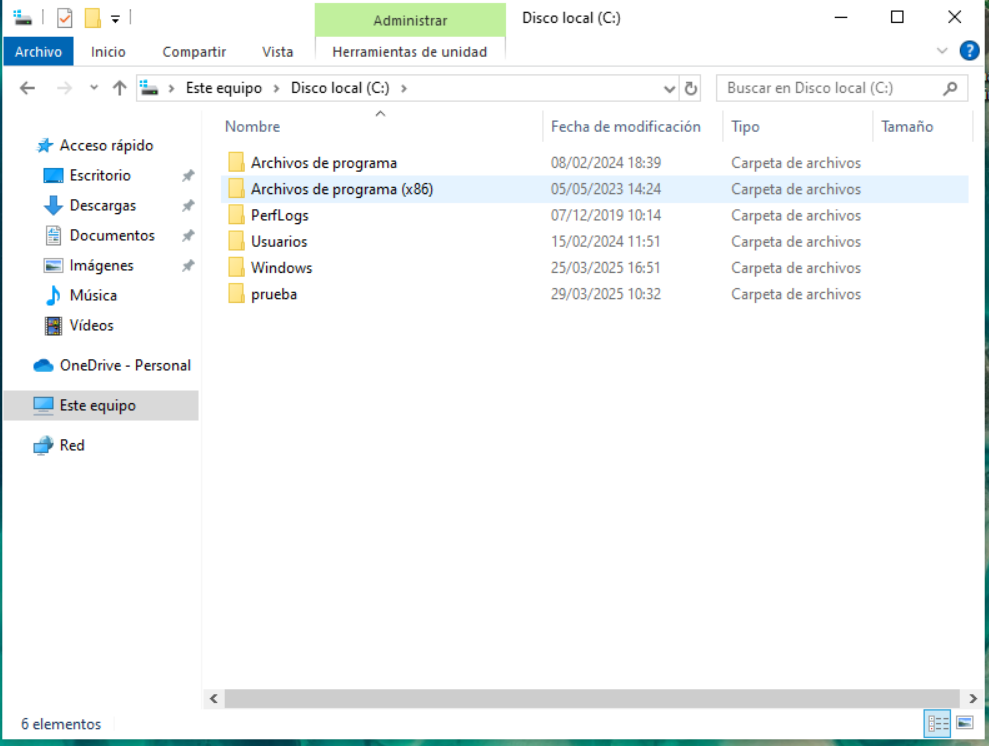 Administrar
Disco local (C:)
Archivo Inicio Compartir Vista Herramientas de unidad
Este equipo Disco local (C:)
Buscar en Disco local (C:)
Acceso rápido
Escritorio
Descargas
Documentos
Imágenes
Música
Vídeos
OneDrive - Personal
Este equipo
Red
Nombre Fecha de modificación Tipo Tamaño
Archivos de programa 08/02/2024 18:39 Carpeta de archivos
Archivos de programa (x86) 05/05/2023 14:24 Carpeta de archivos
PerfLogs 07/12/2019 10:14 Carpeta de archivos
Usuarios 15/02/2024 11:51 Carpeta de archivos
Windows 25/03/2025 16:51 Carpeta de archivos
prueba 29/03/2025 10:32 Carpeta de archivos
6 elementos